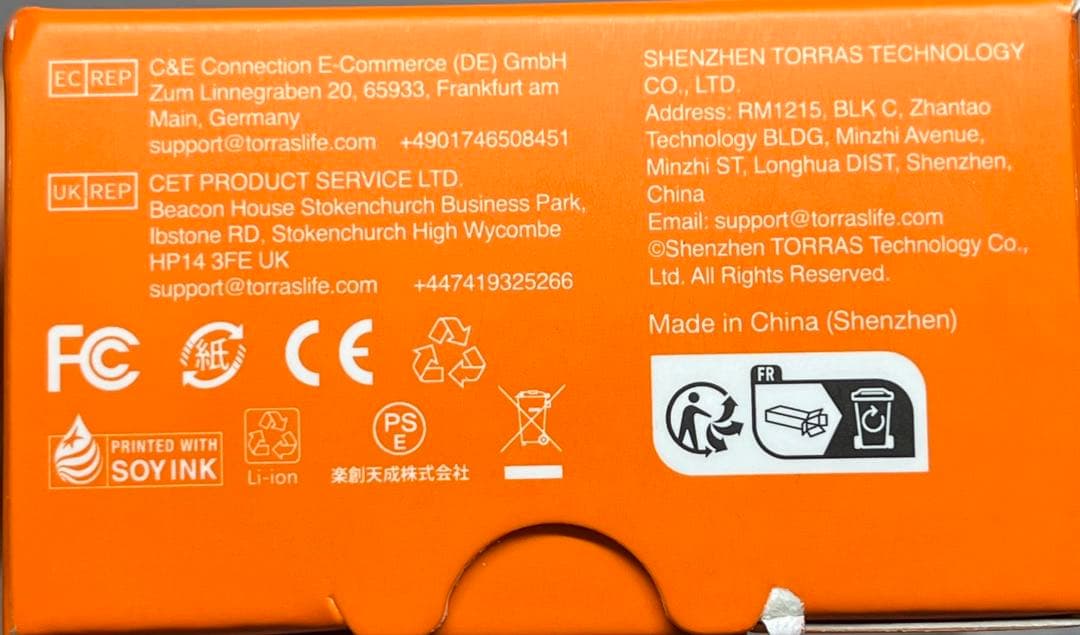 EC REP
C&E Connection E-Commerce (DE) GmbH
Zum Linnegraben 20, 65933, Frankfurt am
Main, Germany
support@torraslife.com +4901746508451
UK REP
CET PRODUCT SERVICE LTD.
Beacon House Stokenchurch Business Park,
Ibstone RD, Stokenchurch High Wycombe
HP14 3FE UK
support@torraslife.com +447419325266
SHENZHEN TORRAS TECHNOLOGY
CO., LTD.
Address: RM1215, BLK C, Zhantao
Technology BLDG, Minzhi Avenue,
Minzhi ST, Longhua DIST, Shenzhen,
China
Email: support@torraslife.com
©Shenzhen TORRAS Technology Co.,
Ltd. All Rights Reserved.
Made in China (Shenzhen)
FC
紙
CE
PRINTED WITH
SOY INK
Li-ion
PS
E
楽創天成株式会社
FR